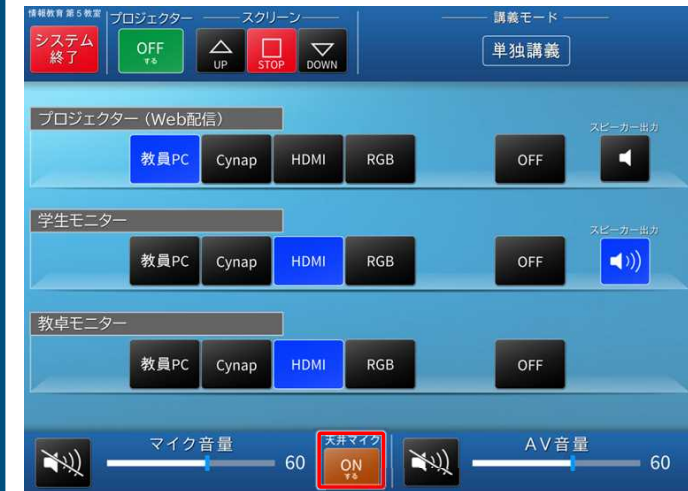 情報教育 第5教室
システム
終了
プロジェクター
OFF
する
スクリーン
UP
STOP
DOWN
講義モード
単独講義
プロジェクター (Web配信)
教員PC
Cynap
HDMI
RGB
OFF
スピーカー出力
学生モニター
教員PC
Cynap
HDMI
RGB
OFF
スピーカー出力
教卓モニター
教員PC
Cynap
HDMI
RGB
OFF
マイク音量
60
天井マイク
ON
する
AV音量
60